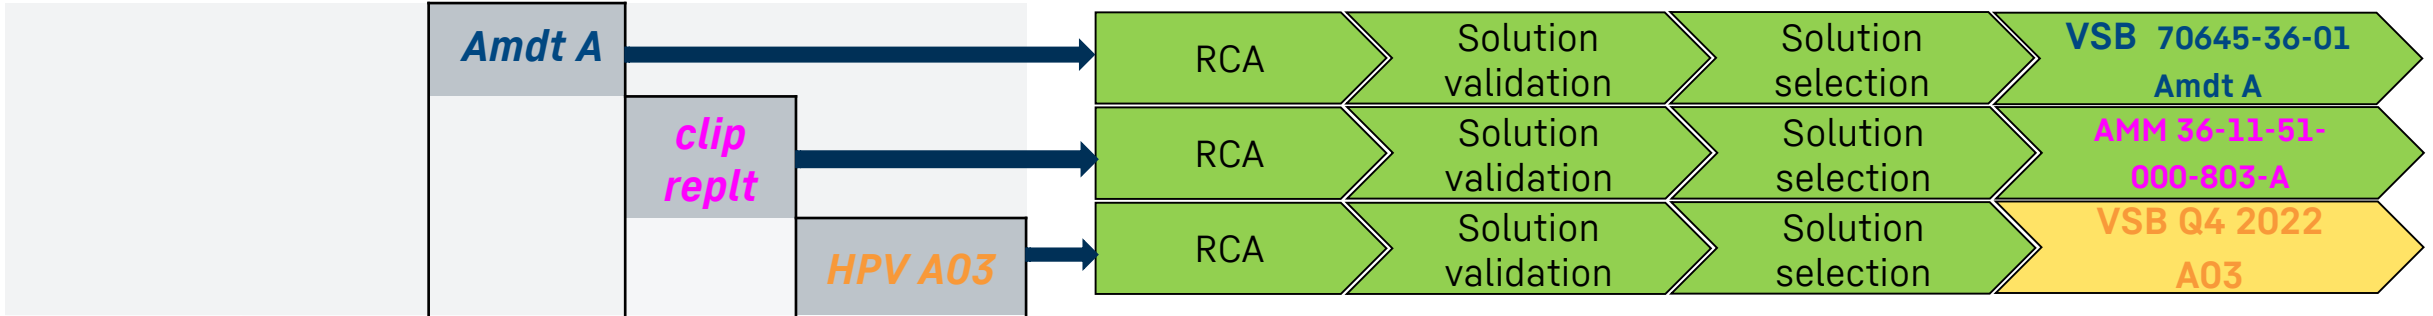 Amdt A
RCA
Solution
validation
Solution
selection
VSB 70645-36-01
Amdt A
clip
replt
RCA
Solution
validation
Solution
selection
AMM 36-11-51-
000-803-A
HPV A03
RCA
Solution
validation
Solution
selection
VSB Q4 2022
A03